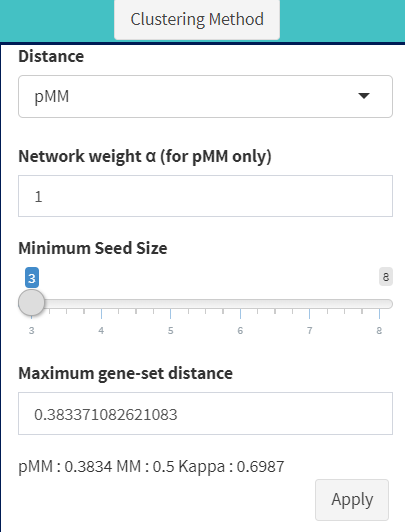 Clustering Method
Distance
pMM
Network weight α (for pMM only)
1
Minimum Seed Size
3 8
3 4 5 6 7 8
Maximum gene-set distance
0.383371082621083
pMM : 0.3834 MM : 0.5 Kappa : 0.6987
Apply